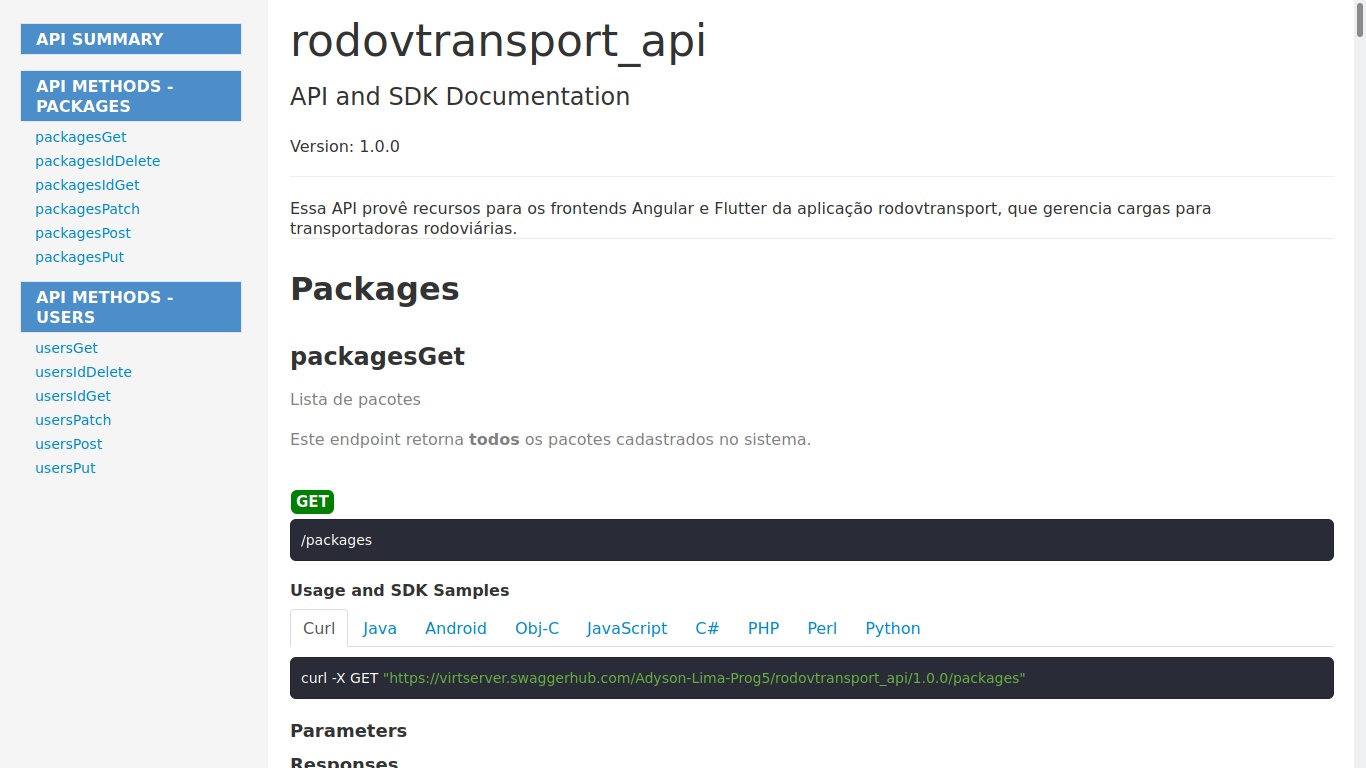 API SUMMARY
API METHODS -
PACKAGES
packagesGet
packagesIdDelete
packagesIdGet
packagesPatch
packagesPost
packagesPut
API METHODS -
USERS
usersGet
usersIdDelete
usersIdGet
usersPatch
usersPost
usersPut
rodovtransport_api
API and SDK Documentation
Version: 1.0.0
Essa API provê recursos para os frontends Angular e Flutter da aplicação rodovtransport, que gerencia cargas para
transportadoras rodoviárias.
Packages
packagesGet
Lista de pacotes
Este endpoint retorna todos os pacotes cadastrados no sistema.
GET
/packages
Usage and SDK Samples
Curl Java Android Obj-C JavaScript C# PHP Perl Python
curl -X GET "https://virtserver.swaggerhub.com/Adyson-Lima-Prog5/rodovtransport_api/1.0.0/packages"
Parameters
Responses